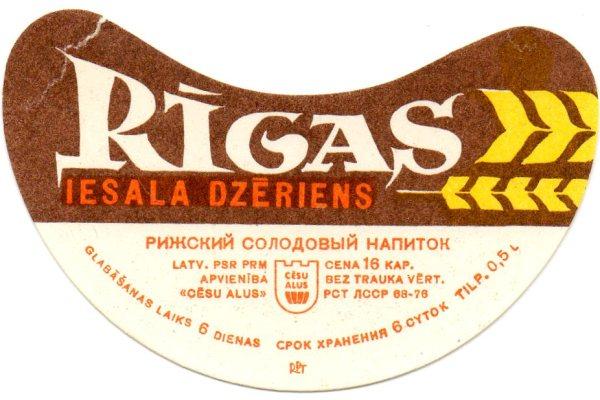 RĪGAS
IESALA DZĒRIENS
РИЖСКИЙ СОЛОДОВЫЙ НАПИТОК
LATV. PSR PRM
APVIENĪBA
«CĒSU ALUS»
CĒSU
ALUS
CENA 16 KAP.
BEZ TRAUKA VĒRT.
РСТ ЛССР 68-76
GLABĀŠANAS LAIKS 6 DIENAS СРОК ХРАНЕНИЯ 6 СУТОК TILP. 0,5 L
RPT